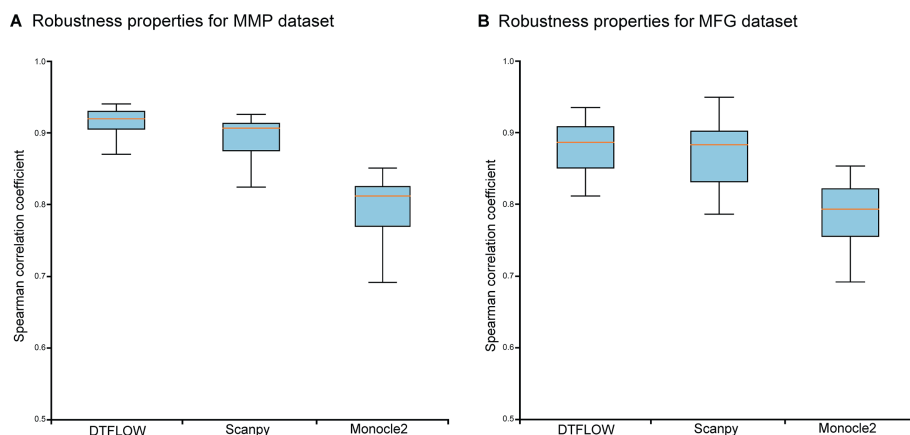 A Robustness properties for MMP dataset
Spearman correlation coefficient
1.0
0.9
0.8
0.7
0.6
0.5
DTFLOW Scanpy Monocle2
B Robustness properties for MFG dataset
Spearman correlation coefficient
1.0
0.9
0.8
0.7
0.6
0.5
DTFLOW Scanpy Monocle2